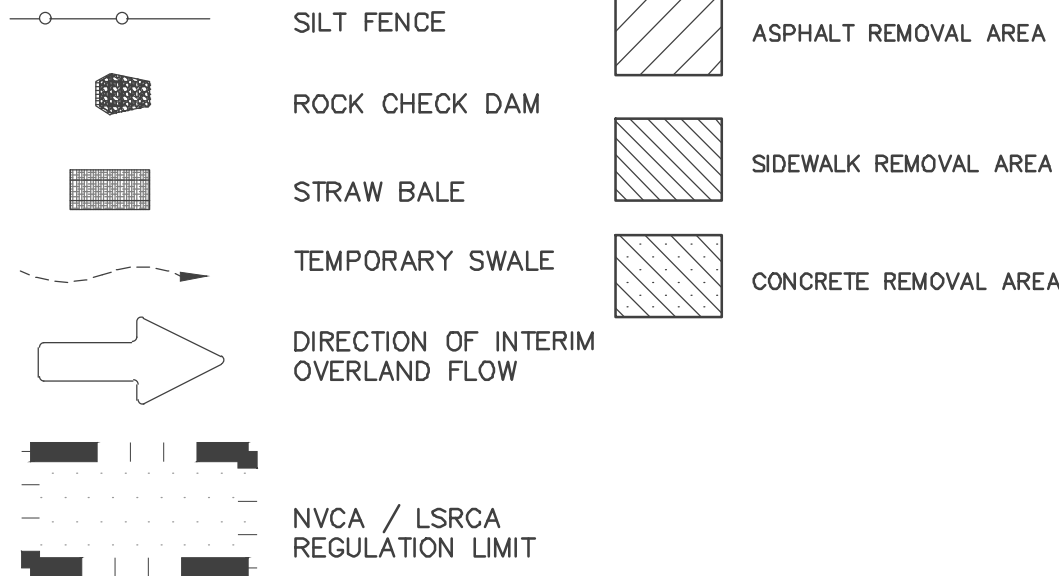 SILT FENCE
ROCK CHECK DAM
STRAW BALE
TEMPORARY SWALE
DIRECTION OF INTERIM
OVERLAND FLOW
NVCA / LSRCA
REGULATION LIMIT
ASPHALT REMOVAL AREA
SIDEWALK REMOVAL AREA
CONCRETE REMOVAL AREA